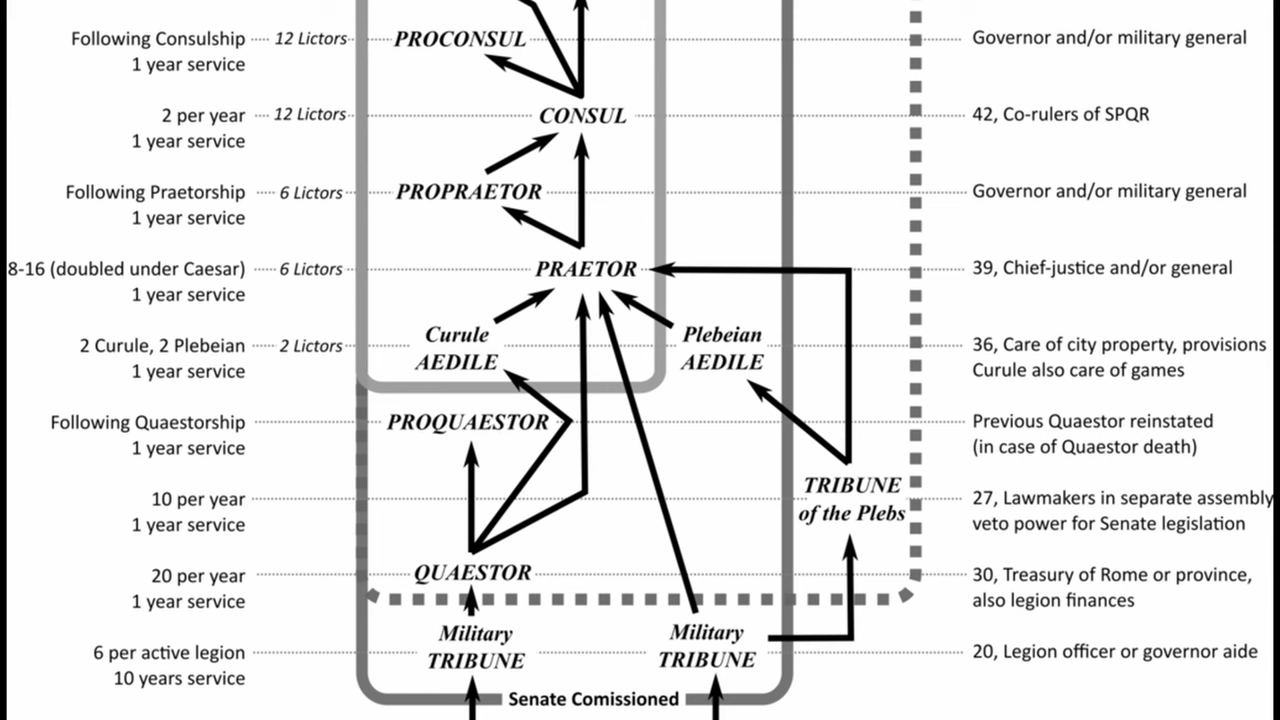 Following Consulship 12 Lictors PROCONSUL Governor and/or military general
1 year service
2 per year 12 Lictors CONSUL 42, Co-rulers of SPQR
1 year service
Following Praetorship 6 Lictors PROPRAETOR Governor and/or military general
1 year service
8-16 (doubled under Caesar) 6 Lictors PRAETOR 39, Chief-justice and/or general
1 year service
Curule Plebeian
2 Curule, 2 Plebeian 2 Lictors AEDILE AEDILE 36, Care of city property, provisions
1 year service Curule also care of games
Following Quaestorship PROQUAESTOR Previous Quaestor reinstated
1 year service (in case of Quaestor death)
TRIBUNE
10 per year of the Plebs 27, Lawmakers in separate assembly
1 year service veto power for Senate legislation
20 per year QUAESTOR 30, Treasury of Rome or province,
1 year service also legion finances
Military Military
6 per active legion TRIBUNE TRIBUNE 20, Legion officer or governor aide
10 years service
Senate Comissioned